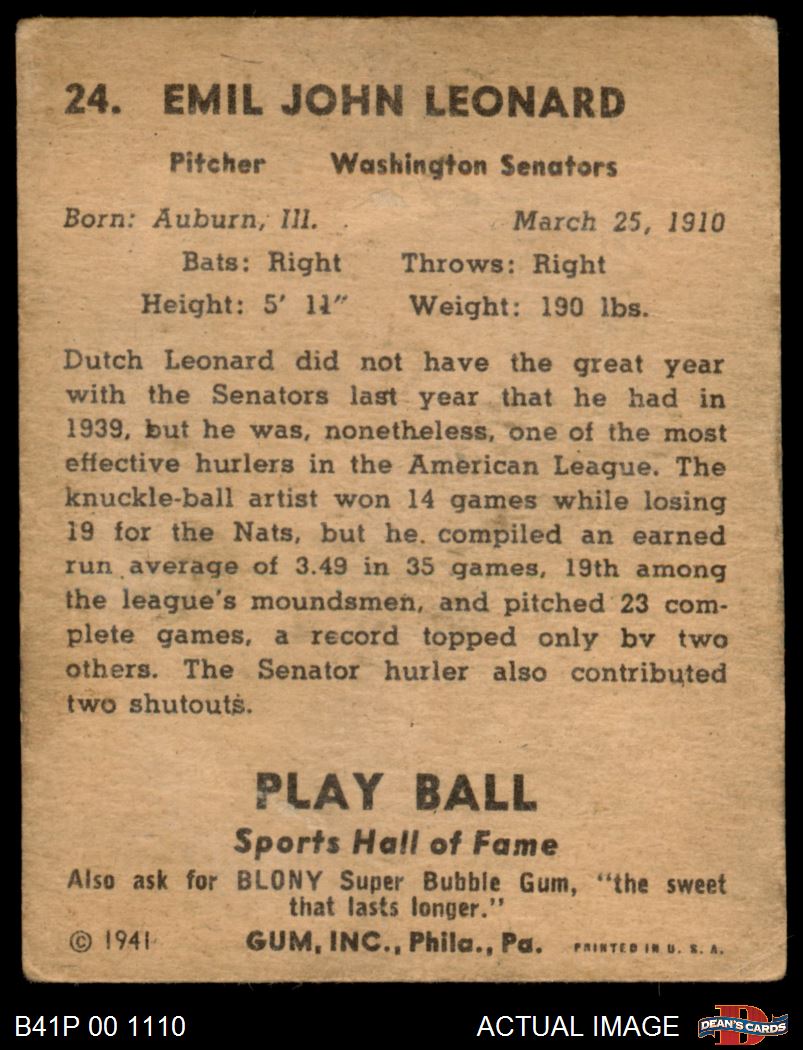 24. EMIL JOHN LEONARD
Pitcher Washington Senators
Born: Auburn, Ill. March 25, 1910
Bats: Right Throws: Right
Height: 5' 11" Weight: 190 lbs.
Dutch Leonard did not have the great year
with the Senators last year that he had in
1939, but he was, nonetheless, one of the most
effective hurlers in the American League. The
knuckle-ball artist won 14 games while losing
19 for the Nats, but he compiled an earned
run average of 3.49 in 35 games, 19th among
the league's moundsmen, and pitched 23 com-
plete games, a record topped only by two
others. The Senator hurler also contributed
two shutouts.
PLAY BALL
Sports Hall of Fame
Also ask for BLONY Super Bubble Gum, "the sweet
that lasts longer."
© 1941 GUM, INC., Phila., Pa. PRINTED IN U. S. A.
B41P 00 1110 ACTUAL IMAGE D DEAN'S CARDS